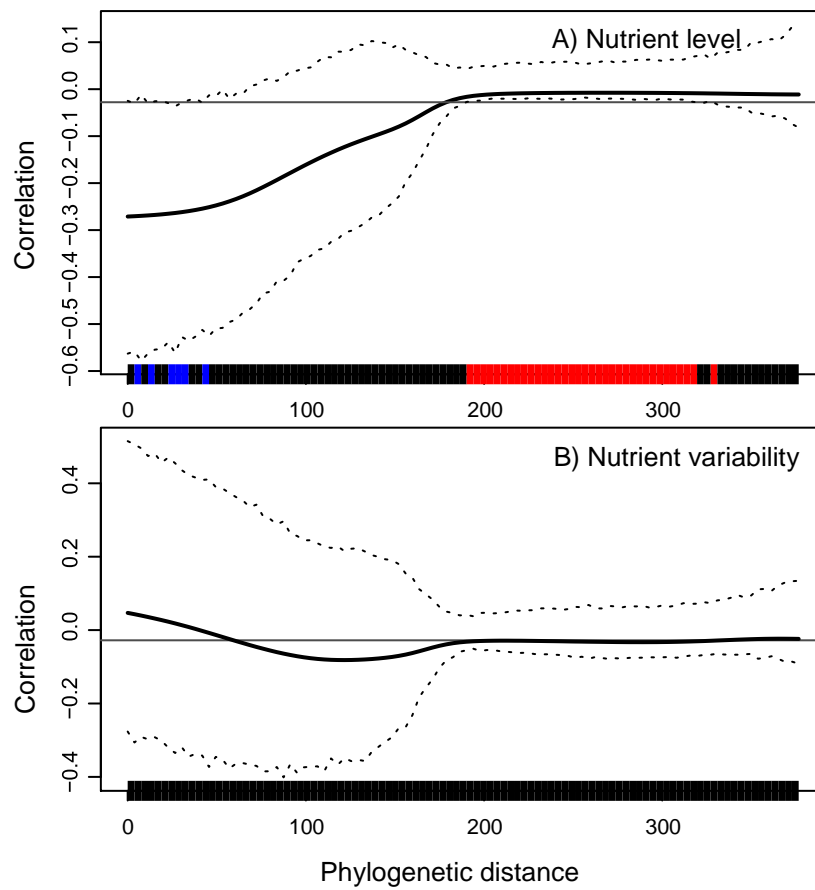 A) Nutrient level
Correlation
0.1
0.0
−0.1
−0.2
−0.3
−0.4
−0.5
−0.6
0 100 200 300
B) Nutrient variability
Correlation
0.4
0.2
0.0
−0.2
−0.4
0 100 200 300
Phylogenetic distance